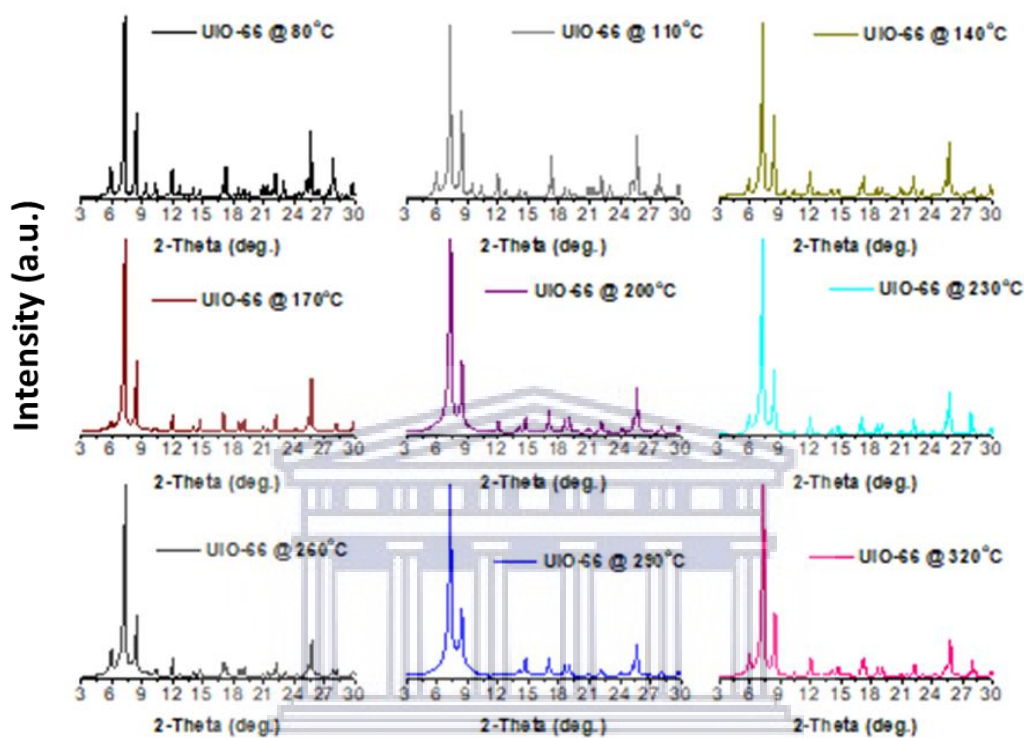 Intensity (a.u.)
UIO-66 @ 80°C
3 6 9 12 15 18 21 24 27 30
2-Theta (deg.)
UIO-66 @ 110°C
3 6 9 12 15 18 21 24 27 30
2-Theta (deg.)
UIO-66 @ 140°C
3 6 9 12 15 18 21 24 27 30
2-Theta (deg.)
UIO-66 @ 170°C
3 6 9 12 15 18 21 24 27 30
2-Theta (deg.)
UIO-66 @ 200°C
3 6 9 12 15 18 21 24 27 30
2-Theta (deg.)
UIO-66 @ 230°C
3 6 9 12 15 18 21 24 27 30
2-Theta (deg.)
UIO-66 @ 260°C
3 6 9 12 15 18 21 24 27 30
2-Theta (deg.)
UIO-66 @ 290°C
3 6 9 12 15 18 21 24 27 30
2-Theta (deg.)
UIO-66 @ 320°C
3 6 9 12 15 18 21 24 27 30
2-Theta (deg.)